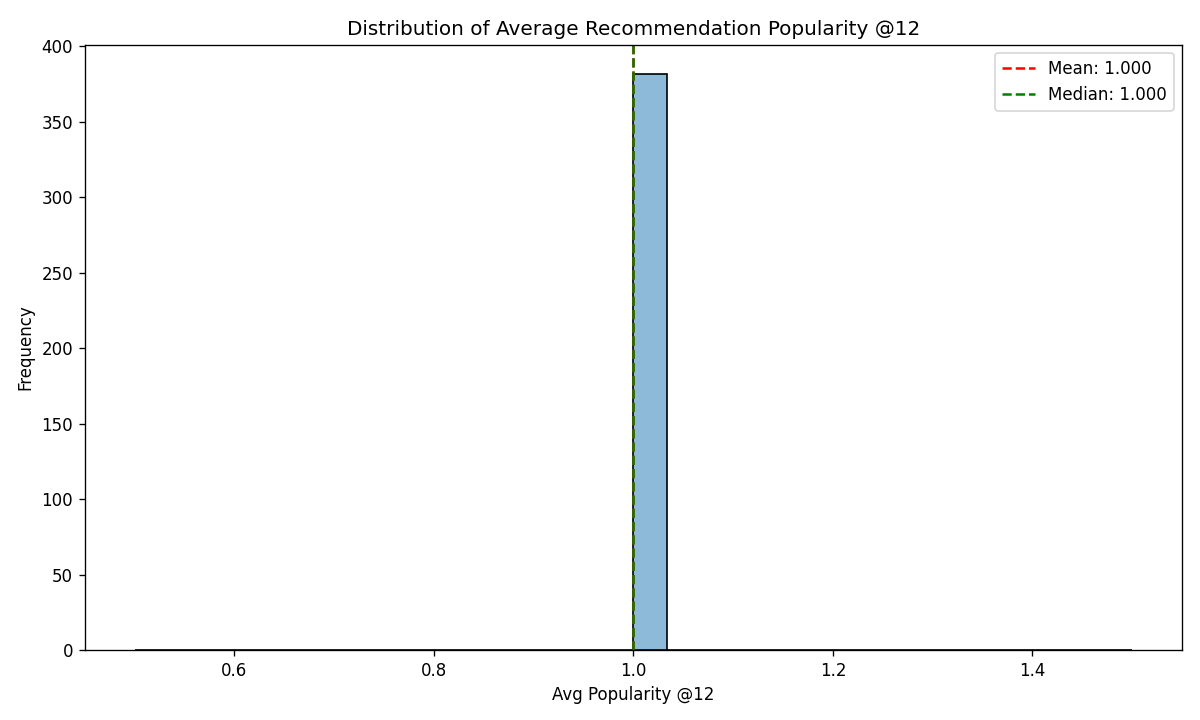 Distribution of Average Recommendation Popularity @12
Mean: 1.000
Median: 1.000
400
350
300
250
200
150
100
50
0
Frequency
0.6 0.8 1.0 1.2 1.4
Avg Popularity @12